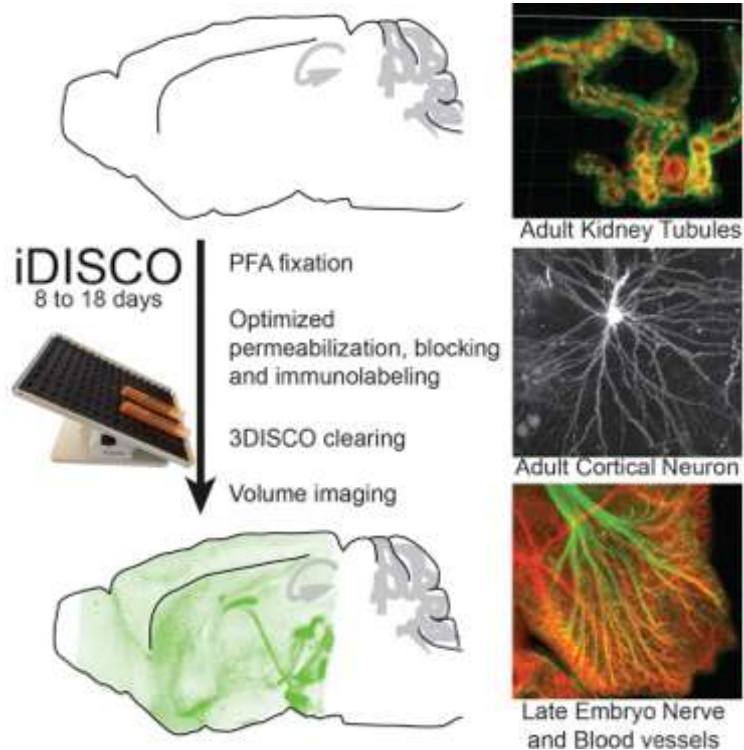 iDISCO
8 to 18 days
PFA fixation
Optimized
permeabilization, blocking
and immunolabeling
3DISCO clearing
Volume imaging
Adult Kidney Tubules
Adult Cortical Neuron
Late Embryo Nerve
and Blood vessels